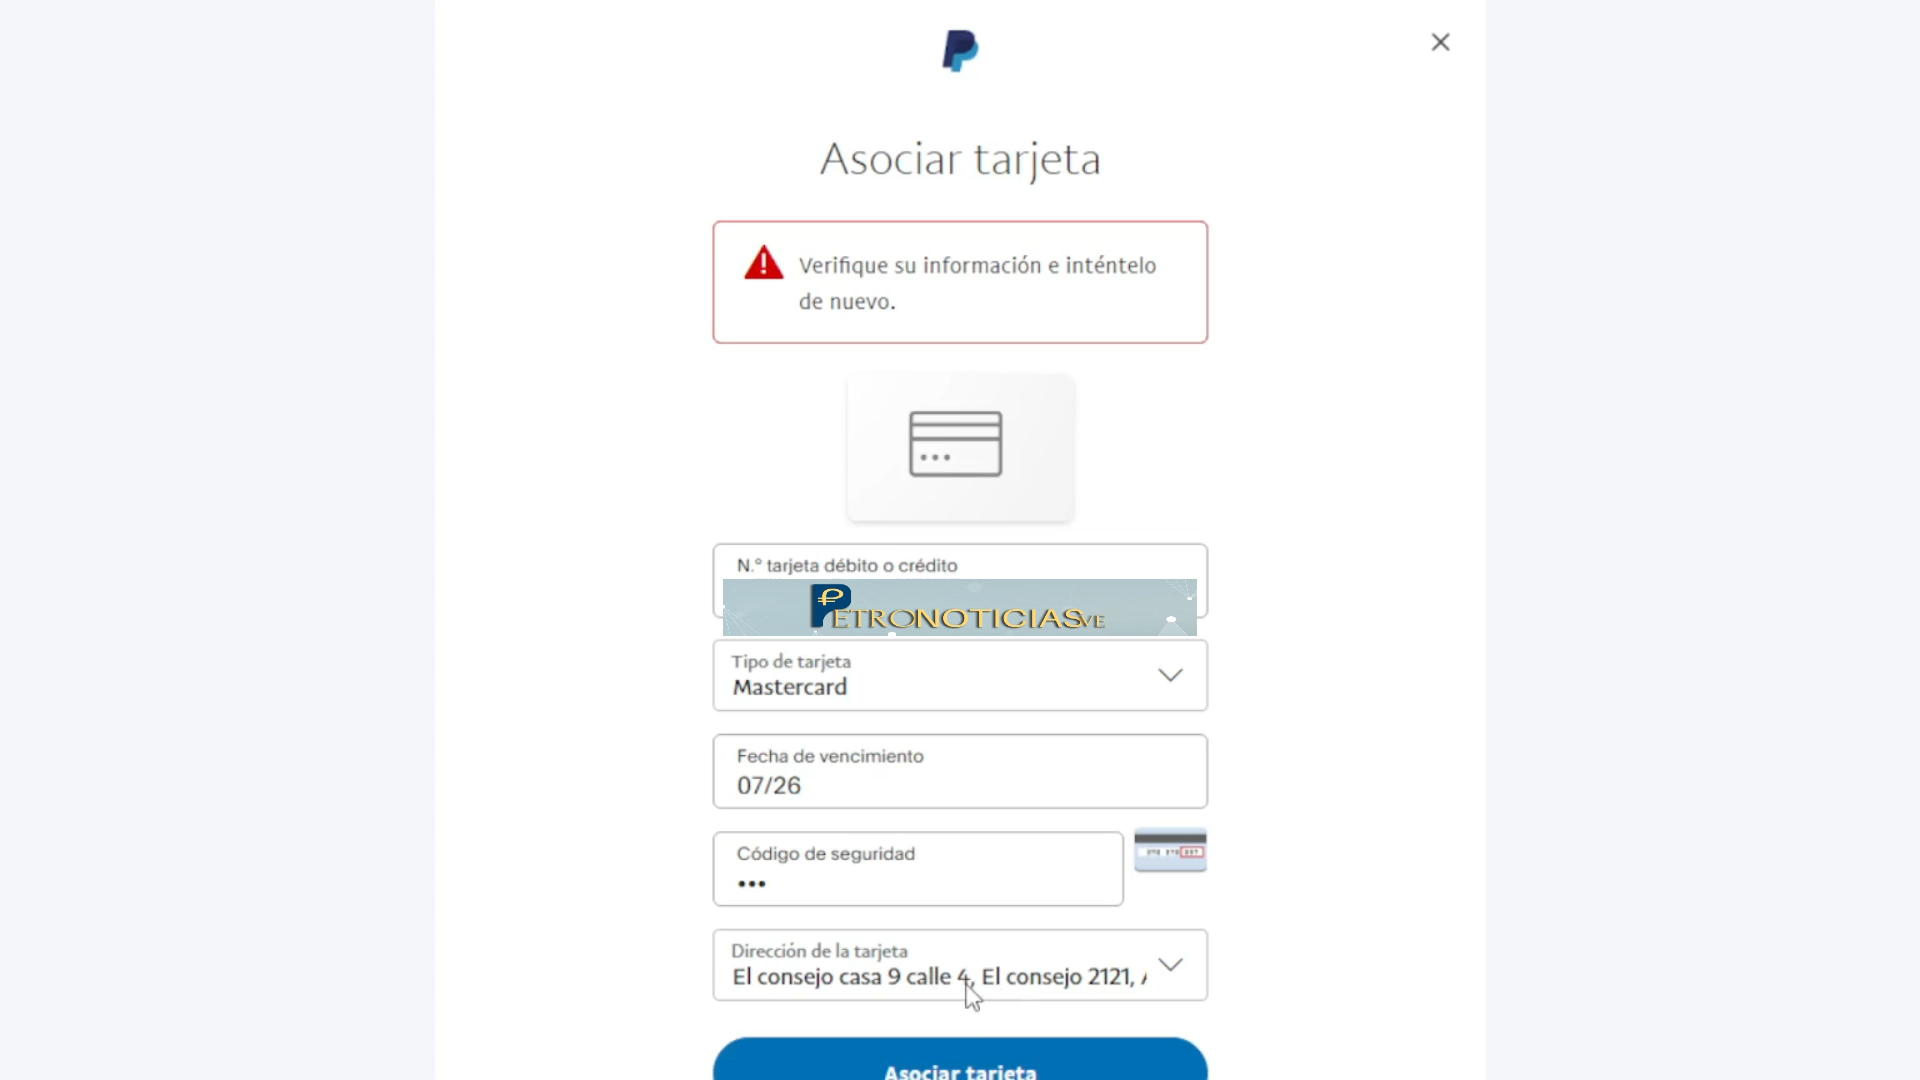 Asociar tarjeta
Verifique su información e inténtelo
de nuevo.
N.° tarjeta débito o crédito
PETRONOTICIASVE
Tipo de tarjeta
Mastercard
Fecha de vencimiento
07/26
Código de seguridad
•••
Dirección de la tarjeta
El consejo casa 9 calle 4, El consejo 2121,
Asociar tarjeta